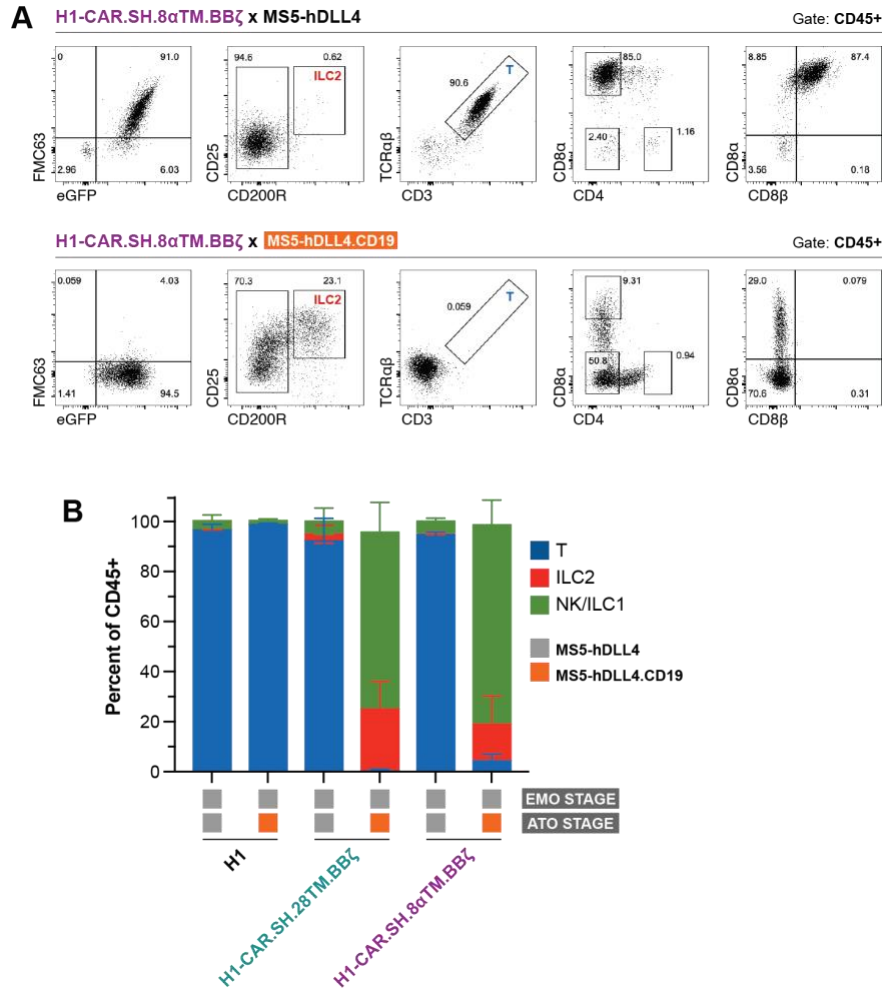 A
H1-CAR.SH.8αTM.BBζ x MS5-hDLL4
Gate: CD45+
0 91.0
2.96 6.03
FMC63
eGFP
94.6 0.62
ILC2
CD25
CD200R
90.6
T
TCRαβ
CD3
85.0
2.40 1.16
CD8α
CD4
8.85 87.4
3.56 0.18
CD8α
CD8β
H1-CAR.SH.8αTM.BBζ x MS5-hDLL4.CD19
Gate: CD45+
0.059 4.03
1.41 94.5
FMC63
eGFP
70.3 23.1
ILC2
CD25
CD200R
0.059
T
TCRαβ
CD3
9.31
50.8 0.94
CD8α
CD4
29.0 0.079
70.6 0.31
CD8α
CD8β
B
Percent of CD45+
100
80
60
40
20
0
T
ILC2
NK/ILC1
MS5-hDLL4
MS5-hDLL4.CD19
EMO STAGE
ATO STAGE
H1
H1-CAR.SH.28TM.BBζ
H1-CAR.SH.8αTM.BBζ